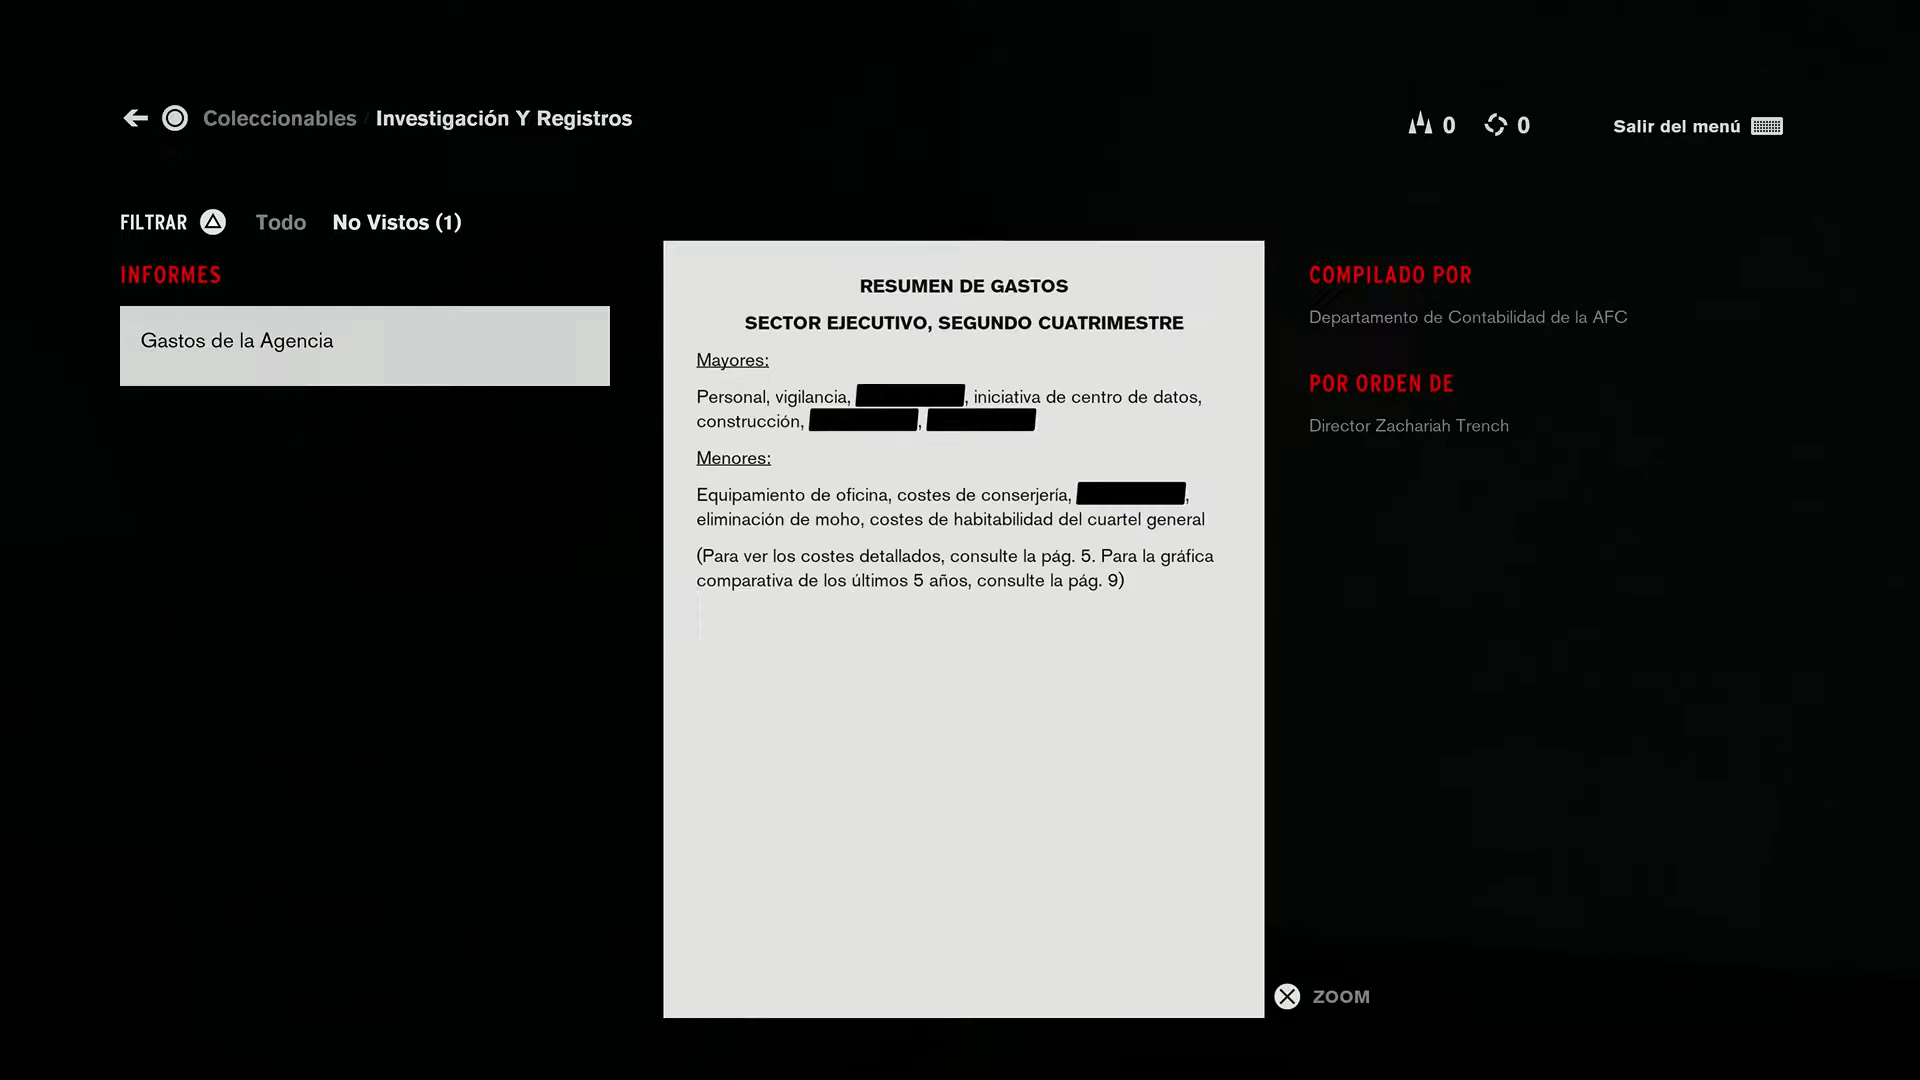 Coleccionables / Investigación Y Registros
0 0 Salir del menú
FILTRAR Todo No Vistos (1)
INFORMES
Gastos de la Agencia
RESUMEN DE GASTOS
SECTOR EJECUTIVO, SEGUNDO CUATRIMESTRE
Mayores:
Personal, vigilancia, , iniciativa de centro de datos,
construcción, ,
Menores:
Equipamiento de oficina, costes de conserjería, ,
eliminación de moho, costes de habitabilidad del cuartel general
(Para ver los costes detallados, consulte la pág. 5. Para la gráfica
comparativa de los últimos 5 años, consulte la pág. 9)
COMPILADO POR
Departamento de Contabilidad de la AFC
POR ORDEN DE
Director Zachariah Trench
ZOOM